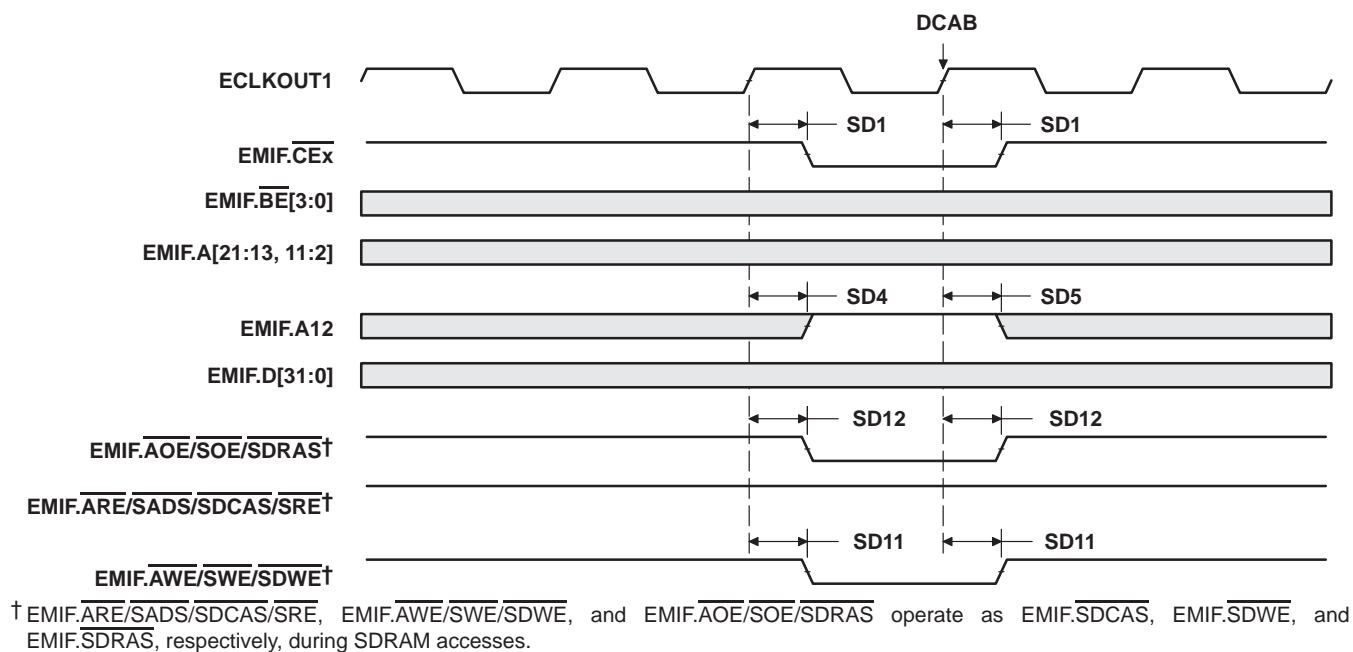 DCAB
ECLKOUT1
SD1 SD1
EMIF.CEx
EMIF.BE[3:0]
EMIF.A[21:13, 11:2]
SD4 SD5
EMIF.A12
EMIF.D[31:0]
SD12 SD12
EMIF.AOE/SOE/SDRAS†
EMIF.ARE/SADS/SDCAS/SRE†
SD11 SD11
EMIF.AWE/SWE/SDWE†
† EMIF.ARE/SADS/SDCAS/SRE, EMIF.AWE/SWE/SDWE, and EMIF.AOE/SOE/SDRAS operate as EMIF.SDCAS, EMIF.SDWE, and
EMIF.SDRAS, respectively, during SDRAM accesses.